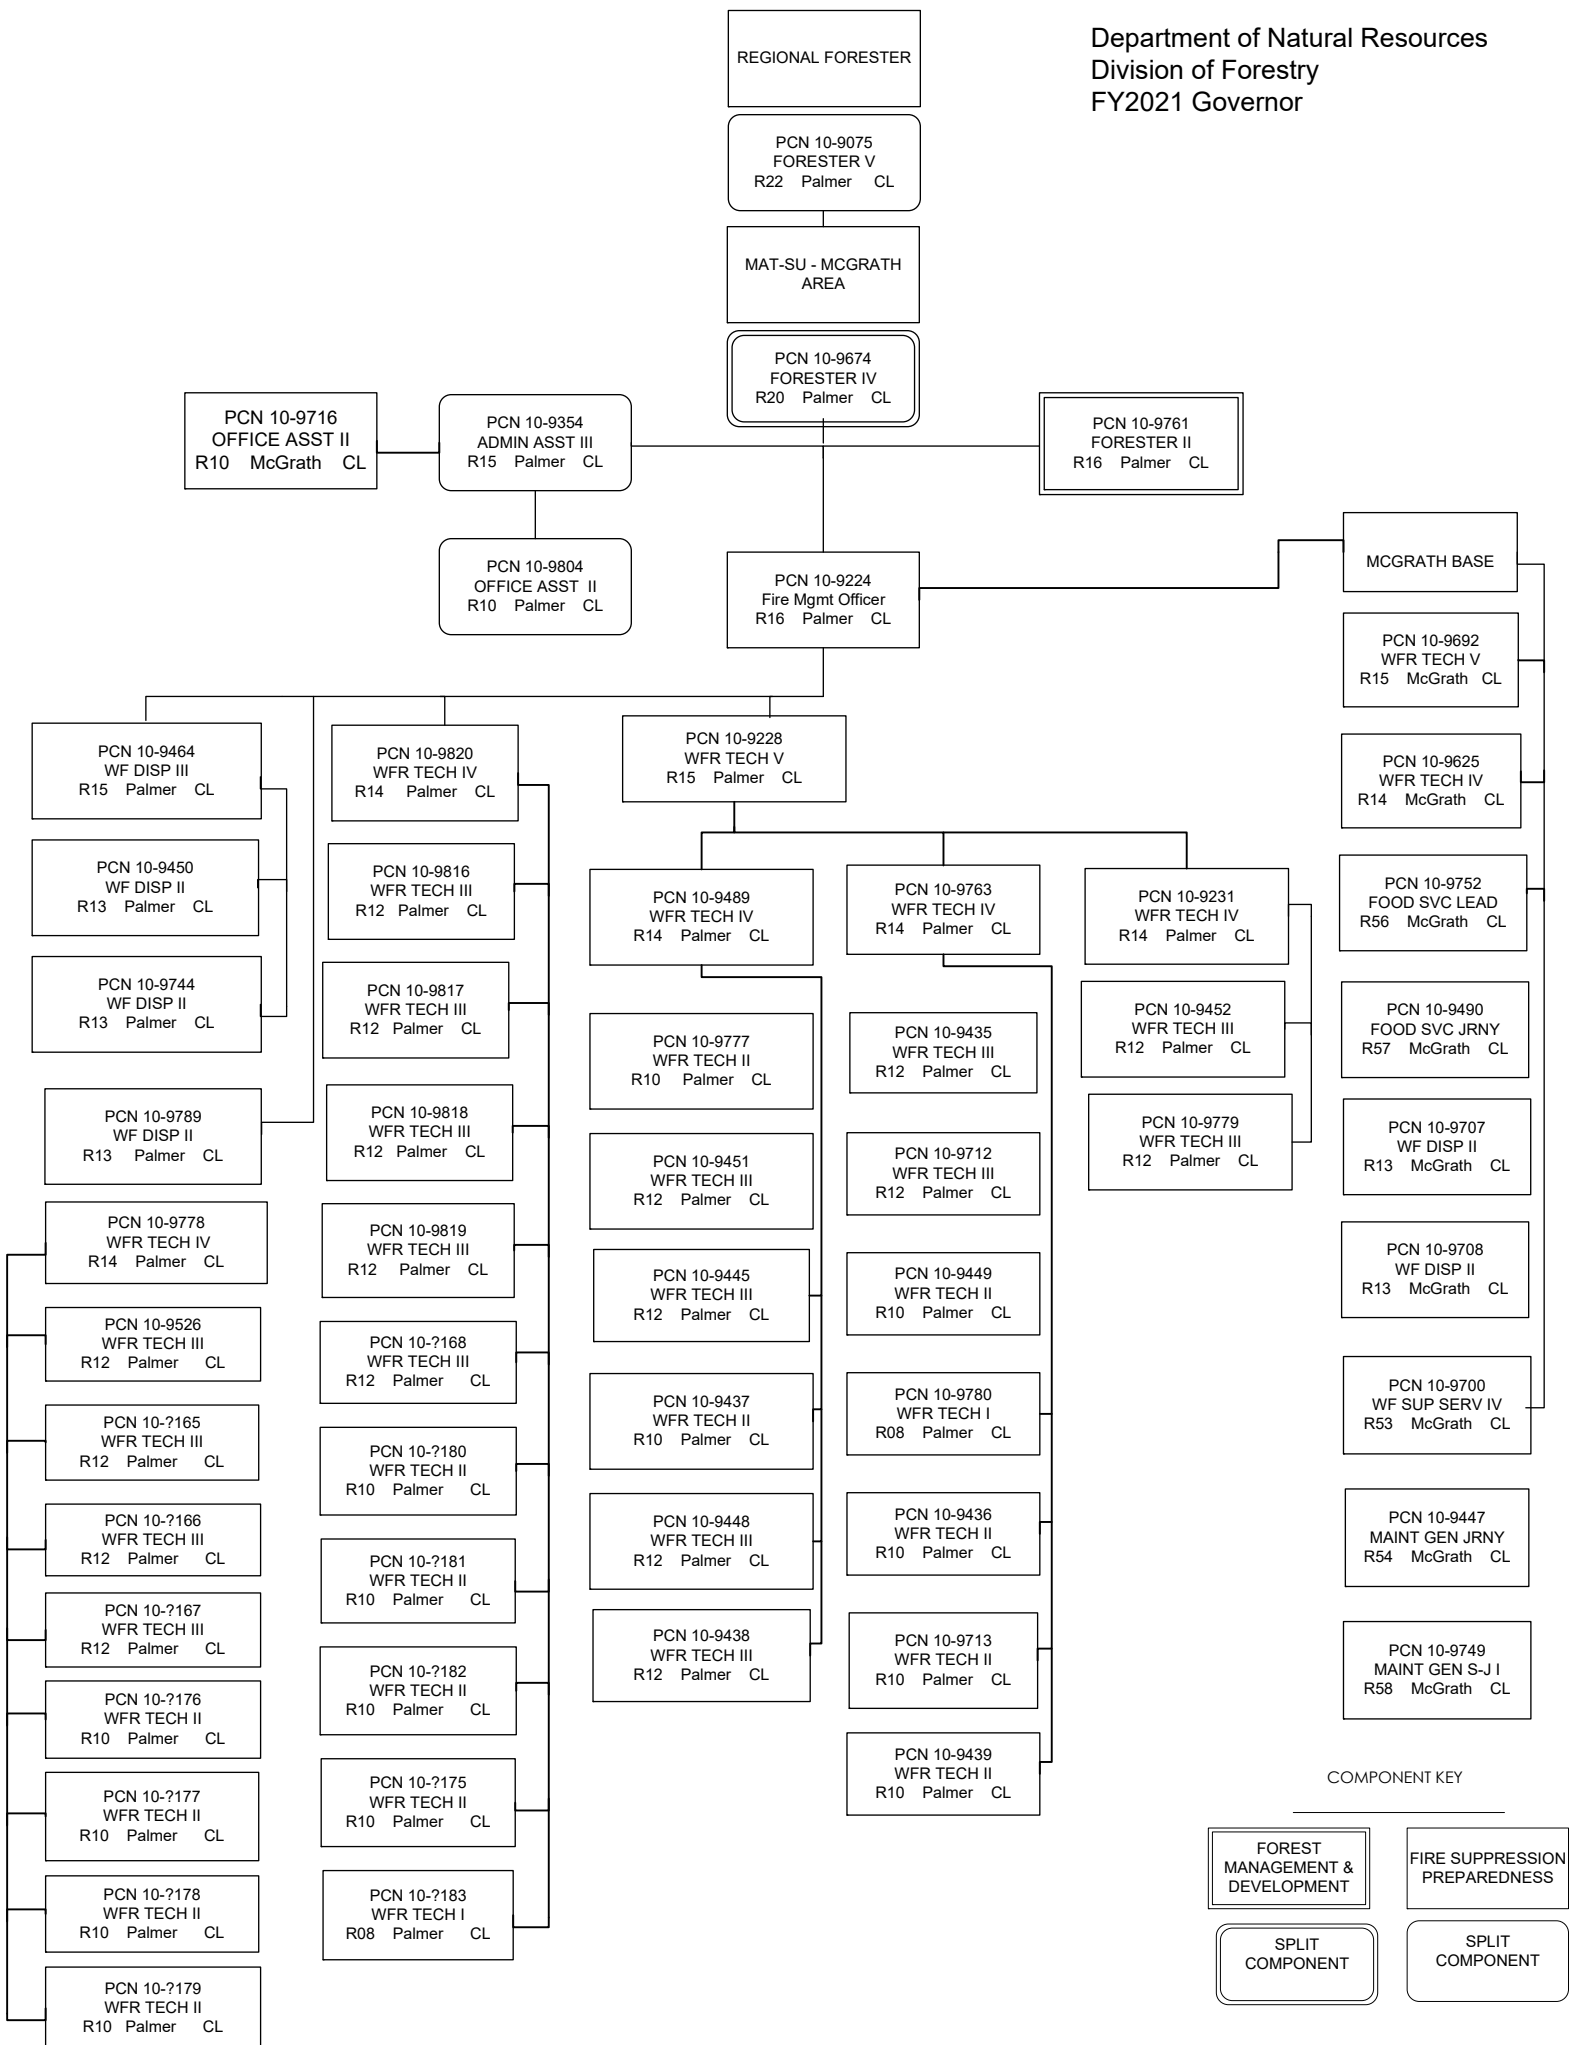 Department of Natural Resources
Division of Forestry
FY2021 Governor
REGIONAL FORESTER
PCN 10-9075
FORESTER V
R22 Palmer CL
MAT-SU - MCGRATH
AREA
PCN 10-9674
FORESTER IV
R20 Palmer CL
PCN 10-9716
OFFICE ASST II
R10 McGrath CL
PCN 10-9354
ADMIN ASST III
R15 Palmer CL
PCN 10-9761
FORESTER II
R16 Palmer CL
PCN 10-9804
OFFICE ASST II
R10 Palmer CL
PCN 10-9224
Fire Mgmt Officer
R16 Palmer CL
MCGRATH BASE
PCN 10-9464
WF DISP III
R15 Palmer CL
PCN 10-9450
WF DISP II
R13 Palmer CL
PCN 10-9744
WF DISP II
R13 Palmer CL
PCN 10-9789
WF DISP II
R13 Palmer CL
PCN 10-9778
WFR TECH IV
R14 Palmer CL
PCN 10-9526
WFR TECH III
R12 Palmer CL
PCN 10-?165
WFR TECH III
R12 Palmer CL
PCN 10-?166
WFR TECH III
R12 Palmer CL
PCN 10-?167
WFR TECH III
R12 Palmer CL
PCN 10-?176
WFR TECH II
R10 Palmer CL
PCN 10-?177
WFR TECH II
R10 Palmer CL
PCN 10-?178
WFR TECH II
R10 Palmer CL
PCN 10-?179
WFR TECH II
R10 Palmer CL
PCN 10-9820
WFR TECH IV
R14 Palmer CL
PCN 10-9816
WFR TECH III
R12 Palmer CL
PCN 10-9817
WFR TECH III
R12 Palmer CL
PCN 10-9818
WFR TECH III
R12 Palmer CL
PCN 10-9819
WFR TECH III
R12 Palmer CL
PCN 10-?168
WFR TECH III
R12 Palmer CL
PCN 10-?180
WFR TECH II
R10 Palmer CL
PCN 10-?181
WFR TECH II
R10 Palmer CL
PCN 10-?182
WFR TECH II
R10 Palmer CL
PCN 10-?175
WFR TECH II
R10 Palmer CL
PCN 10-?183
WFR TECH I
R08 Palmer CL
PCN 10-9228
WFR TECH V
R15 Palmer CL
PCN 10-9489
WFR TECH IV
R14 Palmer CL
PCN 10-9777
WFR TECH II
R10 Palmer CL
PCN 10-9451
WFR TECH III
R12 Palmer CL
PCN 10-9445
WFR TECH III
R12 Palmer CL
PCN 10-9437
WFR TECH II
R10 Palmer CL
PCN 10-9448
WFR TECH III
R12 Palmer CL
PCN 10-9438
WFR TECH III
R12 Palmer CL
PCN 10-9763
WFR TECH IV
R14 Palmer CL
PCN 10-9435
WFR TECH III
R12 Palmer CL
PCN 10-9712
WFR TECH III
R12 Palmer CL
PCN 10-9449
WFR TECH II
R10 Palmer CL
PCN 10-9780
WFR TECH I
R08 Palmer CL
PCN 10-9436
WFR TECH II
R10 Palmer CL
PCN 10-9713
WFR TECH II
R10 Palmer CL
PCN 10-9439
WFR TECH II
R10 Palmer CL
PCN 10-9231
WFR TECH IV
R14 Palmer CL
PCN 10-9452
WFR TECH III
R12 Palmer CL
PCN 10-9779
WFR TECH III
R12 Palmer CL
PCN 10-9692
WFR TECH V
R15 McGrath CL
PCN 10-9625
WFR TECH IV
R14 McGrath CL
PCN 10-9752
FOOD SVC LEAD
R56 McGrath CL
PCN 10-9490
FOOD SVC JRNY
R57 McGrath CL
PCN 10-9707
WF DISP II
R13 McGrath CL
PCN 10-9708
WF DISP II
R13 McGrath CL
PCN 10-9700
WF SUP SERV IV
R53 McGrath CL
PCN 10-9447
MAINT GEN JRNY
R54 McGrath CL
PCN 10-9749
MAINT GEN S-J I
R58 McGrath CL
COMPONENT KEY
FOREST
MANAGEMENT &
DEVELOPMENT
FIRE SUPPRESSION
PREPAREDNESS
SPLIT
COMPONENT
SPLIT
COMPONENT